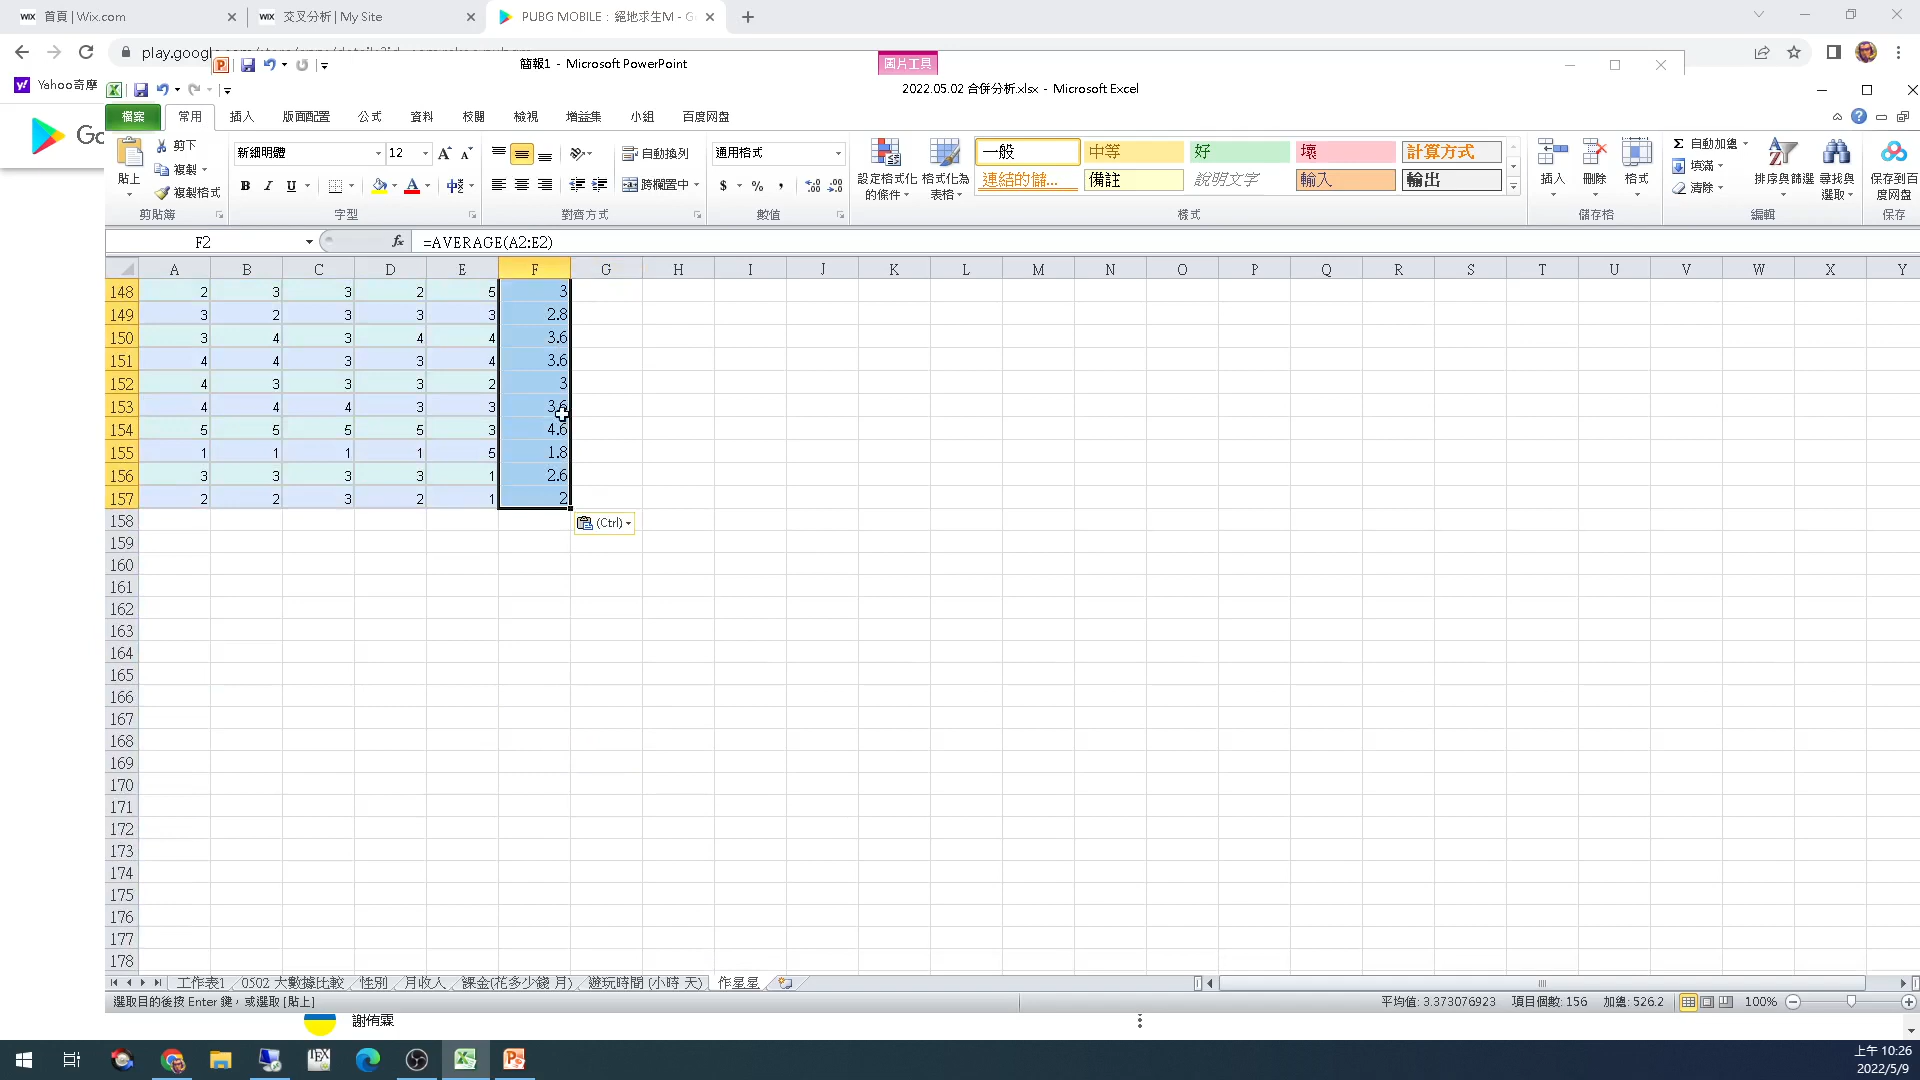 首頁 | Wix.com
交叉分析 | My Site
PUBG MOBILE：絕地求生M - G
play.google
簡報1 - Microsoft PowerPoint
圖片工具
Yahoo奇摩
2022.05.02 合併分析.xlsx - Microsoft Excel
檔案 常用 插入 版面配置 公式 資料 校閱 檢視 增益集 小組 百度网盘
Go
貼上
剪下
複製
複製格式
剪貼簿
新細明體 12
B I U
字型
自動換列
跨欄置中
對齊方式
通用格式
$ % ,
數值
設定格式化的條件
格式化為表格
一般 中等 好 壞 計算方式
連結的儲... 備註 說明文字 輸入 輸出
樣式
插入 刪除 格式
儲存格
Σ 自動加總
填滿
清除
排序與篩選
尋找與選取
編輯
保存到百度网盘
保存
F2 fx =AVERAGE(A2:E2)
A B C D E F G H I J K L M N O P Q R S T U V W X Y
148 2 3 3 2 5 3
149 3 2 3 3 3 2.8
150 3 4 3 4 4 3.6
151 4 4 3 3 4 3.6
152 4 3 3 3 2 3
153 4 4 4 3 3 3.6
154 5 5 5 5 3 4.6
155 1 1 1 1 5 1.8
156 3 3 3 3 1 2.6
157 2 2 3 2 1 2
158
(Ctrl)
159
160
161
162
163
164
165
166
167
168
169
170
171
172
173
174
175
176
177
178
工作表1 0502 大數據比較 性別 月收人 課金(花多少錢 月) 遊玩時間 (小時 天) 作星星
選取目的後按 Enter 鍵，或選取 [貼上]
平均值: 3.373076923 項目個數: 156 加總: 526.2 100%
謝侑霖
上午 10:26
2022/5/9